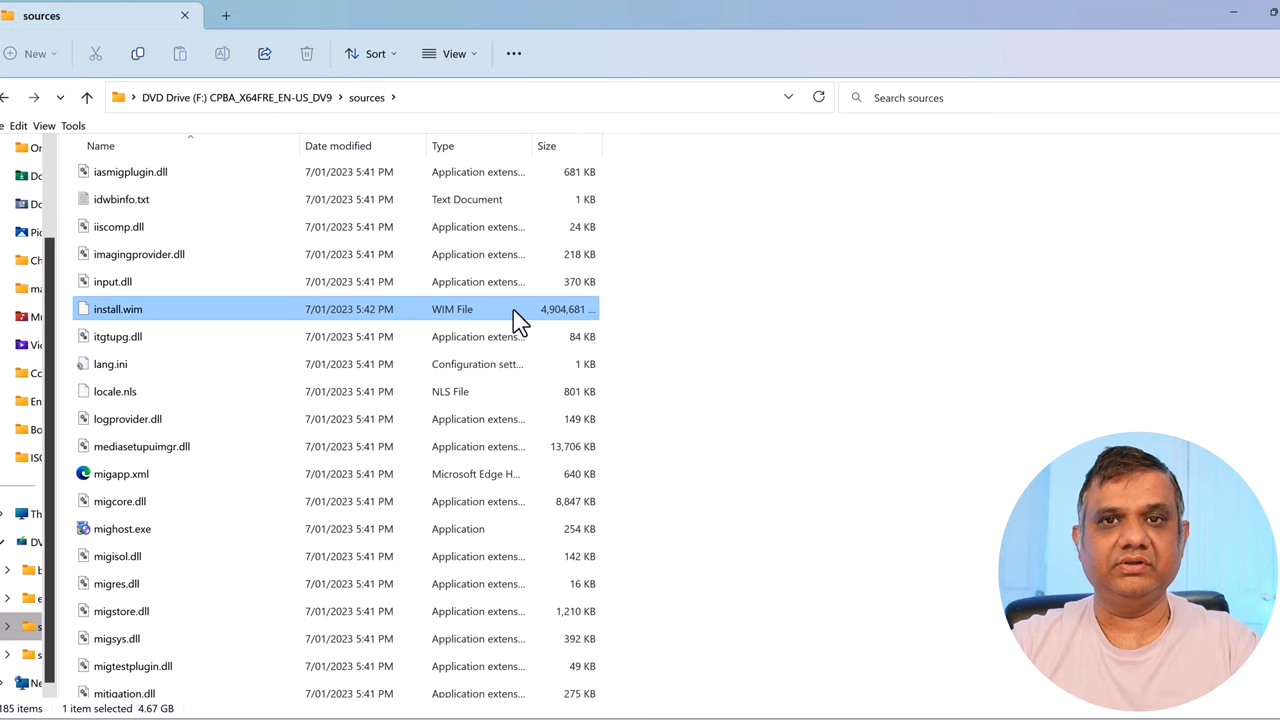 sources
New
Sort
View
DVD Drive (F:) CPBA_X64FRE_EN-US_DV9 sources
Search sources
Edit View Tools
Name Date modified Type Size
iasmigplugin.dll 7/01/2023 5:41 PM Application extens... 681 KB
idwbinfo.txt 7/01/2023 5:41 PM Text Document 1 KB
iiscomp.dll 7/01/2023 5:41 PM Application extens... 24 KB
imagingprovider.dll 7/01/2023 5:41 PM Application extens... 218 KB
input.dll 7/01/2023 5:41 PM Application extens... 370 KB
install.wim 7/01/2023 5:42 PM WIM File 4,904,681 ...
itgtupg.dll 7/01/2023 5:41 PM Application extens... 84 KB
lang.ini 7/01/2023 5:41 PM Configuration sett... 1 KB
locale.nls 7/01/2023 5:41 PM NLS File 801 KB
logprovider.dll 7/01/2023 5:41 PM Application extens... 149 KB
mediasetupuimgr.dll 7/01/2023 5:41 PM Application extens... 13,706 KB
migapp.xml 7/01/2023 5:41 PM Microsoft Edge H... 640 KB
migcore.dll 7/01/2023 5:41 PM Application extens... 8,847 KB
mighost.exe 7/01/2023 5:41 PM Application 254 KB
migisol.dll 7/01/2023 5:41 PM Application extens... 142 KB
migres.dll 7/01/2023 5:41 PM Application extens... 16 KB
migstore.dll 7/01/2023 5:41 PM Application extens... 1,210 KB
migsys.dll 7/01/2023 5:41 PM Application extens... 392 KB
migtestplugin.dll 7/01/2023 5:41 PM Application extens... 49 KB
mitigation.dll 7/01/2023 5:41 PM Application extens... 275 KB
185 items 1 item selected 4.67 GB